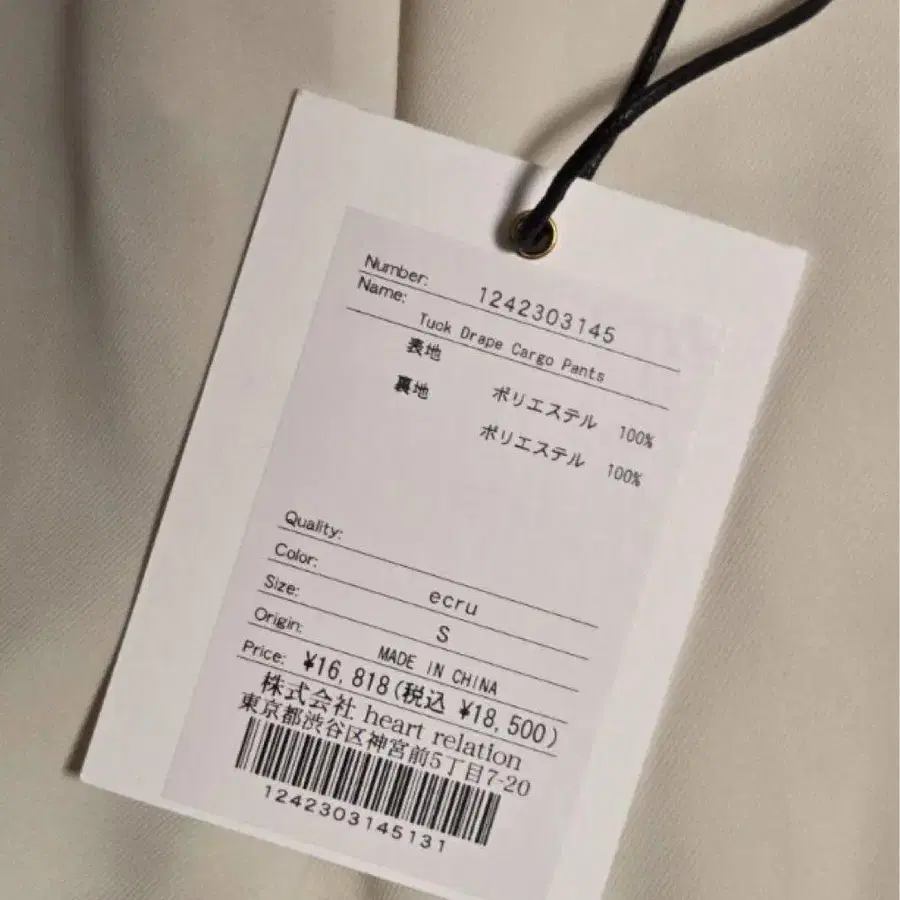 Number: 1242303145
Name: Tuck Drape Cargo Pants
表地 ポリエステル 100%
裏地 ポリエステル 100%
Quality:
Color: ecru
Size: S
Origin: MADE IN CHINA
Price: ¥16,818(税込 ¥18,500)
株式会社 heart relation
東京都渋谷区神宮前5丁目7-20
1242303145131